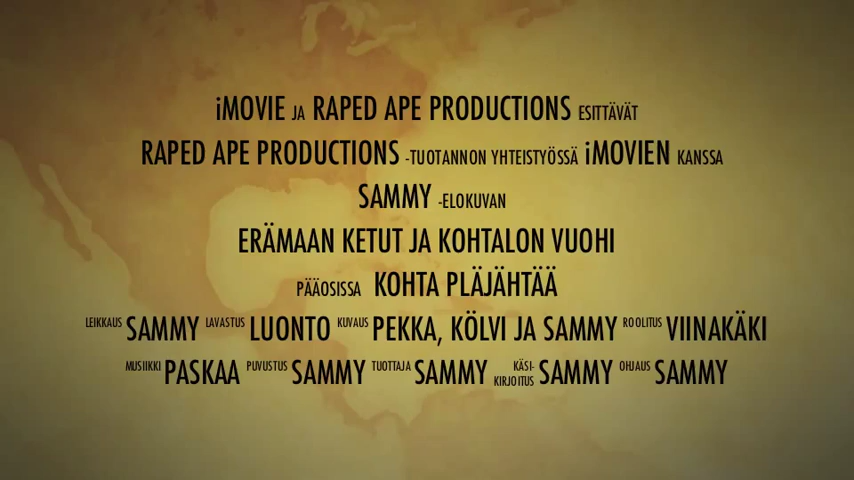 iMOVIE JA RAPED APE PRODUCTIONS ESITTÄVÄT
RAPED APE PRODUCTIONS -TUOTANNON YHTEISTYÖSSÄ iMOVIEN KANSSA
SAMMY -ELOKUVAN
ERÄMAAN KETUT JA KOHTALON VUOHI
PÄÄOSISSA KOHTA PLÄJÄHTÄÄ
LEIKKAUS SAMMY LAVASTUS LUONTO KUVAUS PEKKA, KÖLVI JA SAMMY ROOLITUS VIINAKÄKI
MUSIIKKI PASKAA PUVUSTUS SAMMY TUOTTAJA SAMMY KÄSI-KIRJOITUS SAMMY OHJAUS SAMMY